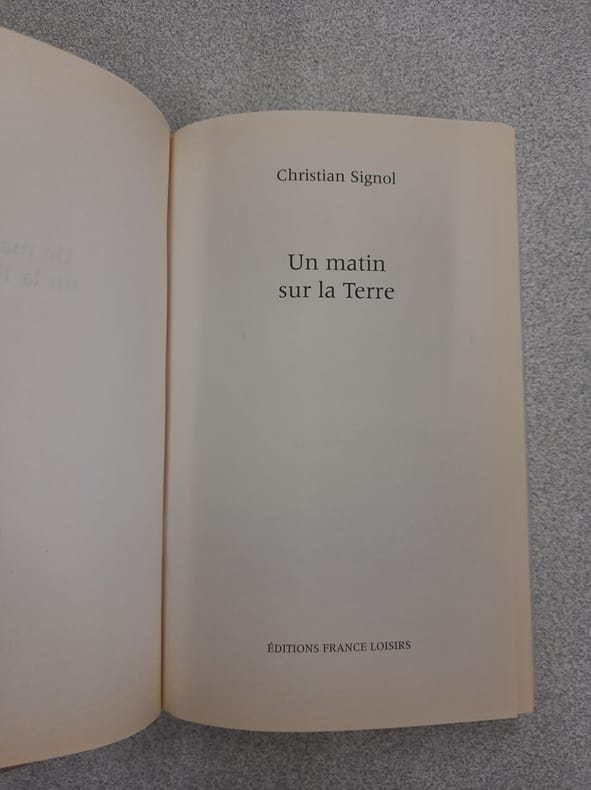 Christian Signol
Un matin
sur la Terre
ÉDITIONS FRANCE LOISIRS